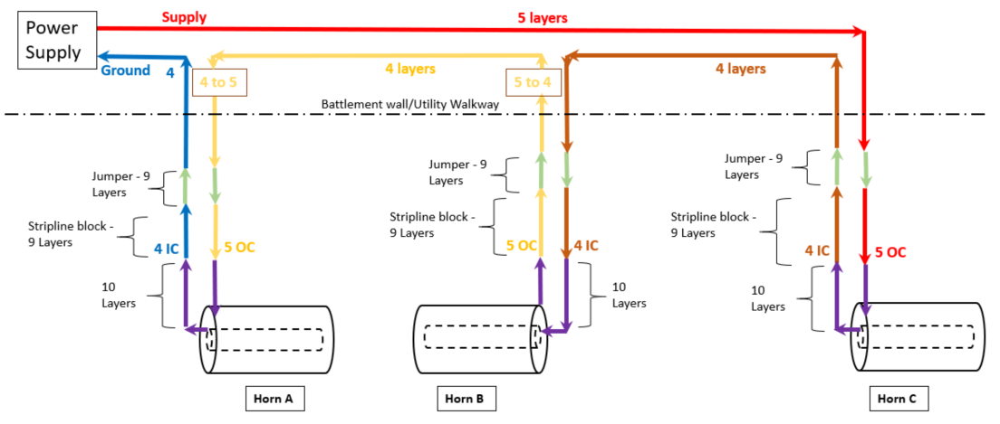 Power
Supply
Supply
5 layers
Ground
4
4 to 5
4 layers
5 to 4
4 layers
Battlement wall/Utility Walkway
Jumper - 9
Layers
Jumper - 9
Layers
Jumper - 9
Layers
Stripline block -
9 Layers
4 IC
5 OC
Stripline block -
9 Layers
5 OC
4 IC
Stripline block -
9 Layers
4 IC
5 OC
10
Layers
10
Layers
10
Layers
Horn A
Horn B
Horn C